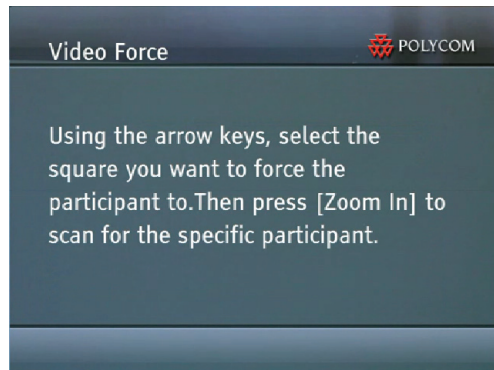 Video Force
POLYCOM
Using the arrow keys, select the
square you want to force the
participant to.Then press [Zoom In] to
scan for the specific participant.